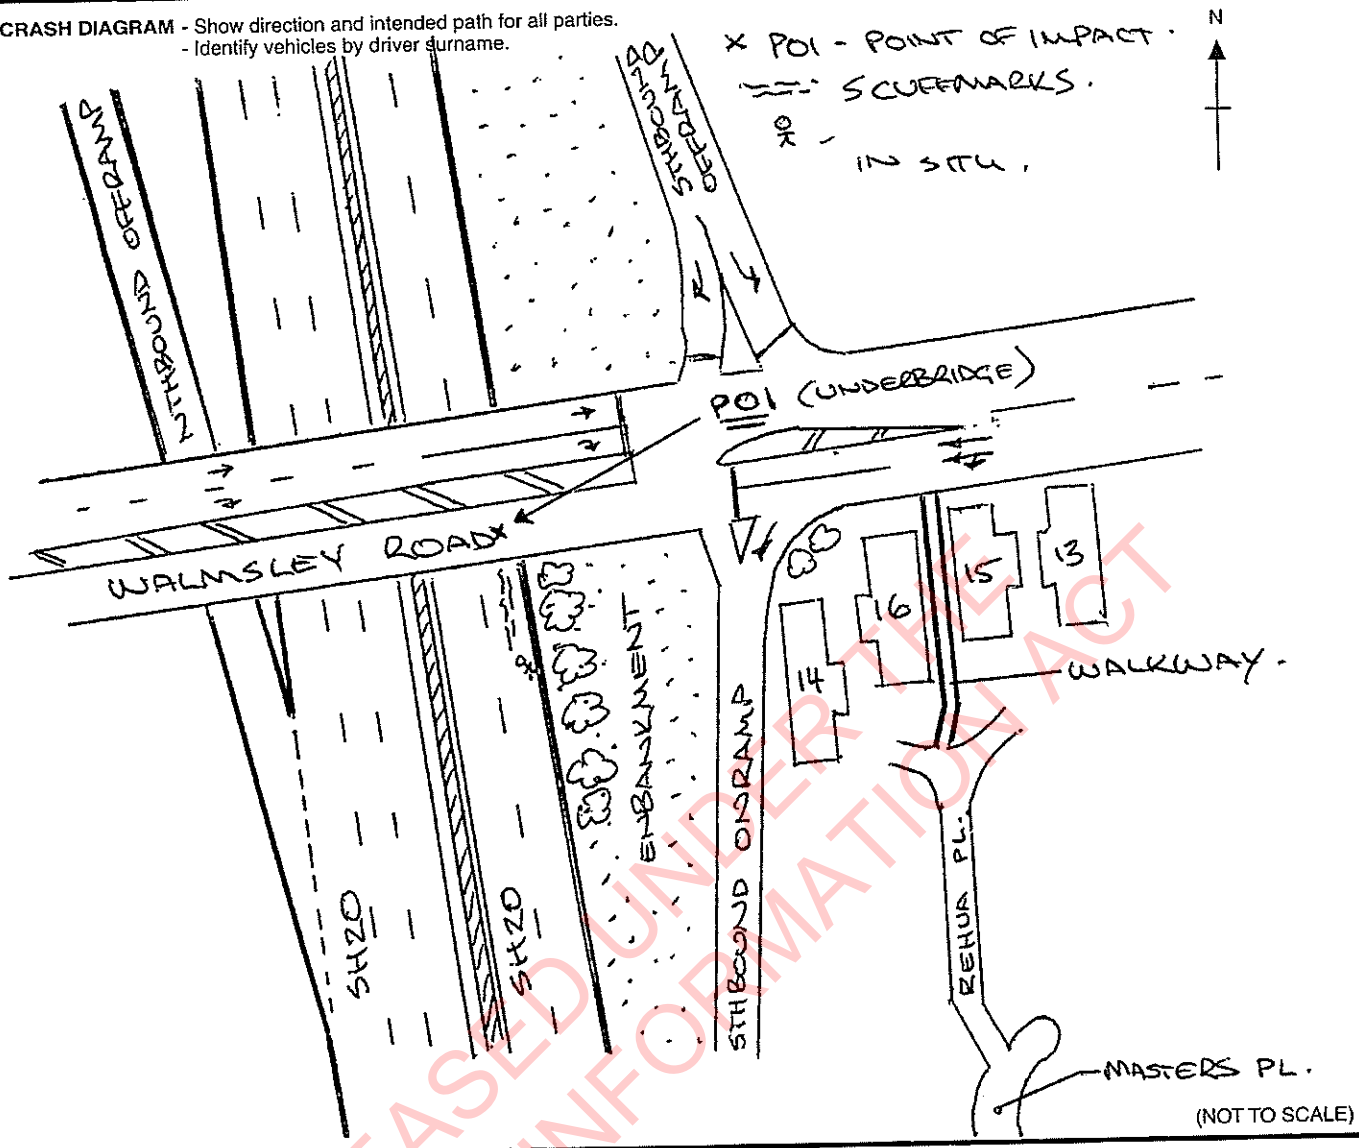 CRASH DIAGRAM - Show direction and intended path for all parties.
- Identify vehicles by driver surname.
N
X POI - POINT OF IMPACT.
SCUFFMARKS.
IN SITU.
NTHBOUND OFFRAMP
STHBOUND
OFFRAMP
POI (UNDERBRIDGE)
WALMSLEY ROAD
X
EMBANKMENT
14
16
15
13
WALKWAY.
SH20
SH20
STHBOUND ONRAMP
REHUA PL.
MASTERS PL.
(NOT TO SCALE)
EASED UNDER THE
INFORMATION ACT